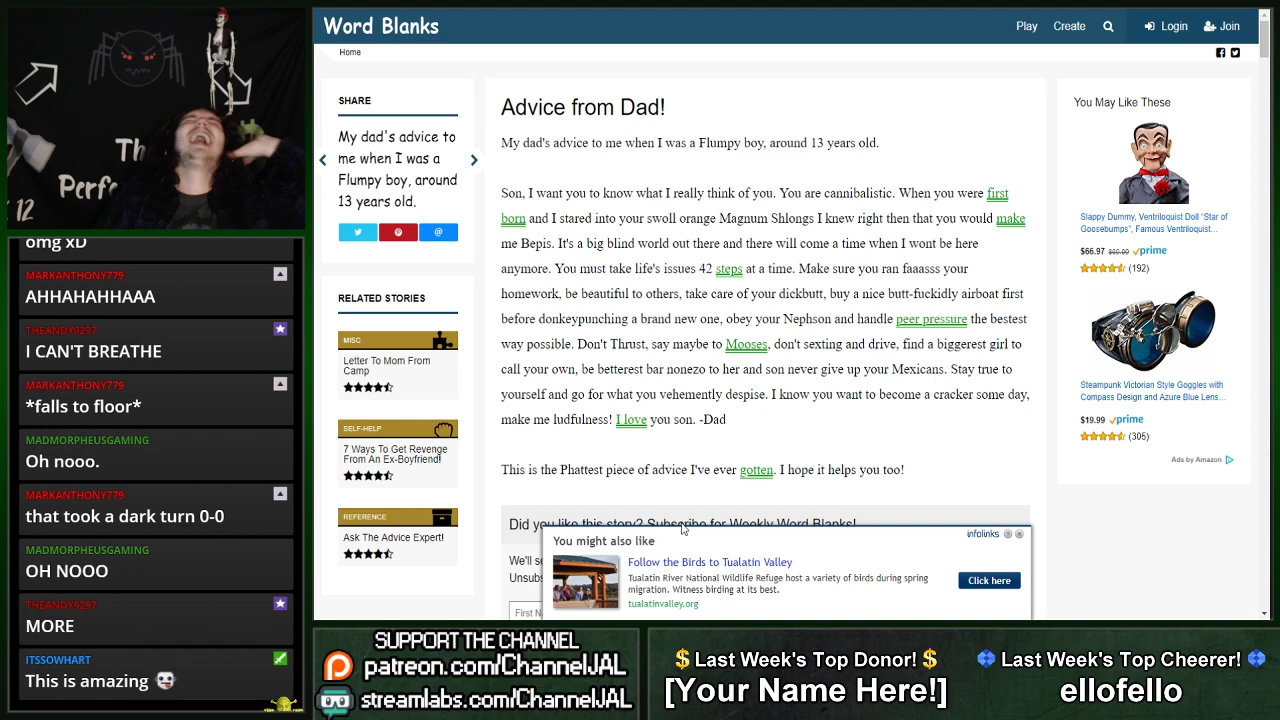 Th
Perfe
12
omg xD
MARKANTHONY779
AHHAHAHHAAA
THEANDY9297
I CAN'T BREATHE
MARKANTHONY779
*falls to floor*
MADMORPHEUSGAMING
Oh nooo.
MARKANTHONY779
that took a dark turn 0-0
MADMORPHEUSGAMING
OH NOOO
THEANDY9297
MORE
ITSSOWHART
This is amazing 💀
Word Blanks
Play Create Login Join
Home
SHARE
My dad's advice to
me when I was a
Flumpy boy, around
13 years old.
RELATED STORIES
MISC
Letter To Mom From
Camp
SELF-HELP
7 Ways To Get Revenge
From An Ex-Boyfriend!
REFERENCE
Ask The Advice Expert!
Advice from Dad!
My dad's advice to me when I was a Flumpy boy, around 13 years old.
Son, I want you to know what I really think of you. You are cannibalistic. When you were first
born and I stared into your swoll orange Magnum Shlongs I knew right then that you would make
me Bepis. It's a big blind world out there and there will come a time when I wont be here
anymore. You must take life's issues 42 steps at a time. Make sure you ran faaasss your
homework, be beautiful to others, take care of your dickbutt, buy a nice butt-fuckidly airboat first
before donkeypunching a brand new one, obey your Nephson and handle peer pressure the bestest
way possible. Don't Thrust, say maybe to Mooses, don't sexting and drive, find a biggerest girl to
call your own, be betterest bar nonezo to her and son never give up your Mexicans. Stay true to
yourself and go for what you vehemently despise. I know you want to become a cracker some day,
make me ludfulness! I love you son. -Dad
This is the Phattest piece of advice I've ever gotten. I hope it helps you too!
Did you like this story? Subscribe for Weekly Word Blanks!
We'll se
Unsubs
First N
You might also like
infolinks
Follow the Birds to Tualatin Valley
Tualatin River National Wildlife Refuge host a variety of birds during spring
migration. Witness birding at its best.
tualatinvalley.org
Click here
You May Like These
Slappy Dummy, Ventriloquist Doll "Star of
Goosebumps", Famous Ventriloquist...
$66.97 $69.99 prime
(192)
Steampunk Victorian Style Goggles with
Compass Design and Azure Blue Lens...
$19.99 prime
(305)
Ads by Amazon
SUPPORT THE CHANNEL
patreon.com/ChannelJAL
streamlabs.com/ChannelJAL
$ Last Week's Top Donor! $
[Your Name Here!]
Last Week's Top Cheerer!
ellofello